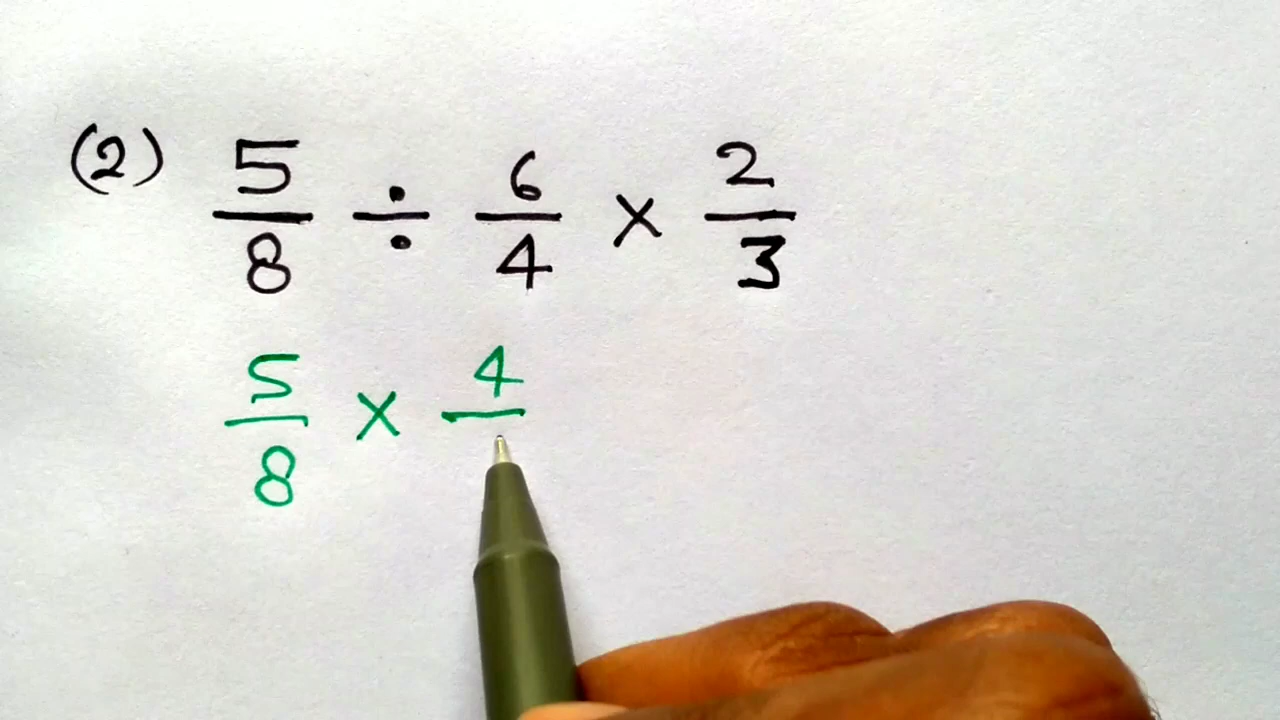 (2) 5/8 ÷ 6/4 × 2/3
5/8 × 4/